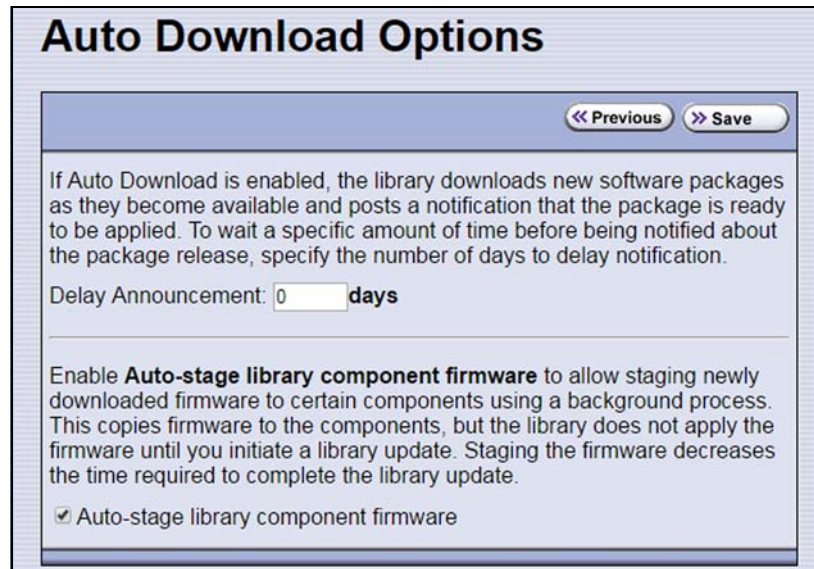 Auto Download Options
Previous
Save
If Auto Download is enabled, the library downloads new software packages
as they become available and posts a notification that the package is ready
to be applied. To wait a specific amount of time before being notified about
the package release, specify the number of days to delay notification.
Delay Announcement: 0 days
Enable Auto-stage library component firmware to allow staging newly
downloaded firmware to certain components using a background process.
This copies firmware to the components, but the library does not apply the
firmware until you initiate a library update. Staging the firmware decreases
the time required to complete the library update.
Auto-stage library component firmware